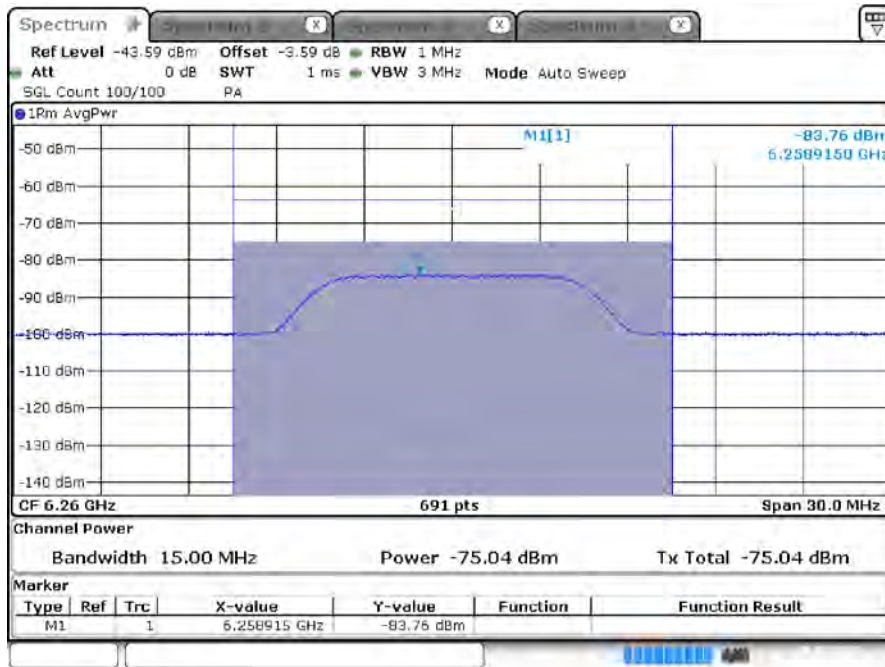 Spectrum X X X
Ref Level -43.59 dBm Offset -3.59 dB RBW 1 MHz
Att 0 dB SWT 1 ms VBW 3 MHz Mode Auto Sweep
SGL Count 100/100 PA
1Rm AvgPwr
M1[1] -83.76 dBm
6.2589150 GHz
-50 dBm
-60 dBm
-70 dBm
-80 dBm
-90 dBm
-100 dBm
-110 dBm
-120 dBm
-130 dBm
-140 dBm
CF 6.26 GHz 691 pts Span 30.0 MHz
Channel Power
Bandwidth 15.00 MHz Power -75.04 dBm Tx Total -75.04 dBm
Marker
Type Ref Trc X-value Y-value Function Function Result
M1 1 6.258915 GHz -83.76 dBm